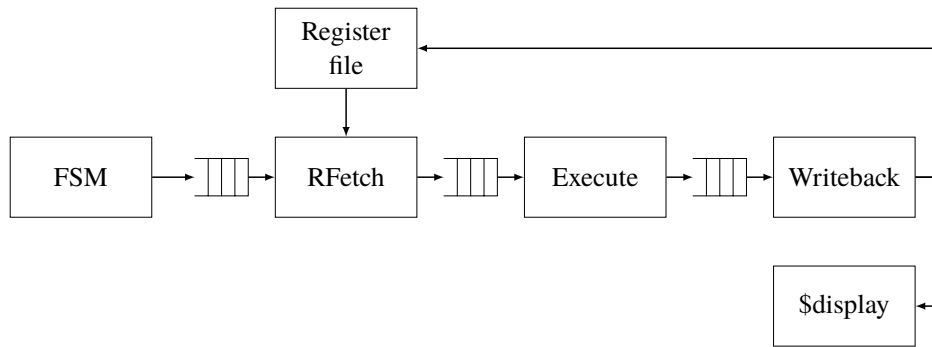 Register
file
FSM
RFetch
Execute
Writeback
$display